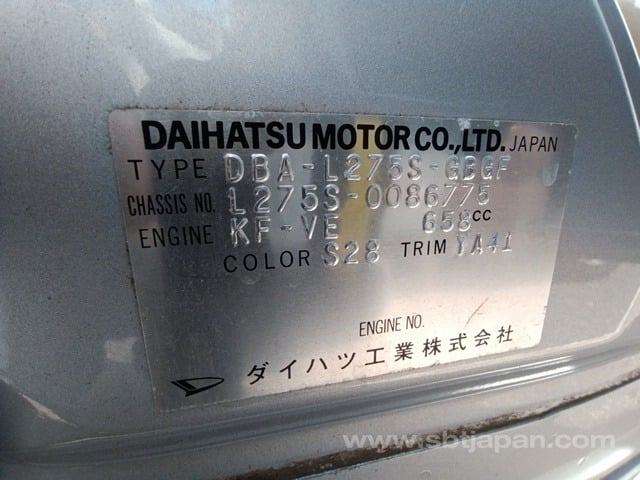 DAIHATSU MOTOR CO.,LTD. JAPAN
TYPE DBA-L275S-GBGF
CHASSIS NO. L275S-0086775
ENGINE KF-VE 658CC
COLOR S28 TRIM YA41
ENGINE NO.
ダイハツ工業株式会社
www.sbtjapan.com